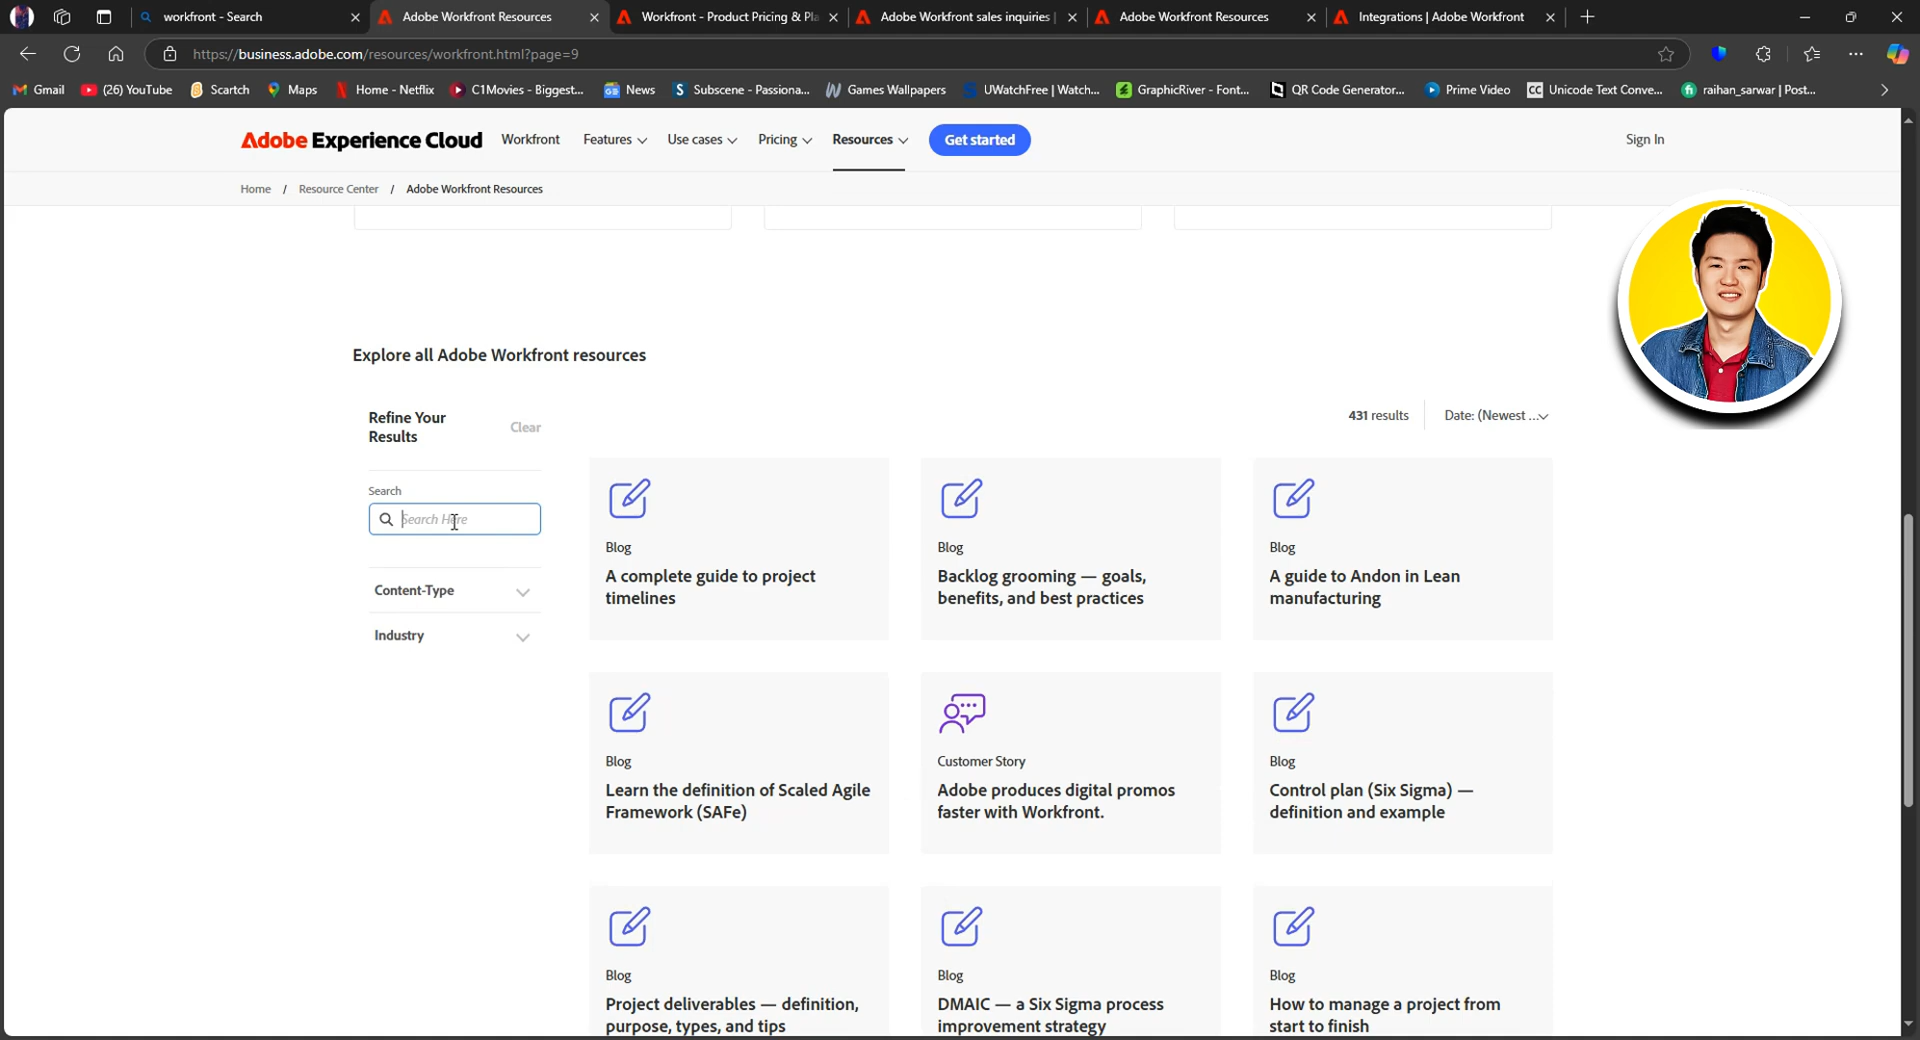 workfront - Search
Adobe Workfront Resources
Workfront - Product Pricing & Pla
Adobe Workfront sales inquiries |
Adobe Workfront Resources
Integrations | Adobe Workfront
https://business.adobe.com/resources/workfront.html?page=9
Gmail
(26) YouTube
Scartch
Maps
Home - Netflix
C1Movies - Biggest...
News
Subscene - Passiona...
Games Wallpapers
UWatchFree | Watch...
GraphicRiver - Font...
QR Code Generator...
Prime Video
CC Unicode Text Conve...
raihan_sarwar | Post...
Adobe Experience Cloud
Workfront
Features
Use cases
Pricing
Resources
Get started
Sign In
Home / Resource Center / Adobe Workfront Resources
Explore all Adobe Workfront resources
Refine Your
Results
Clear
431 results
Date: (Newest ...
Search
Search Here
Content-Type
Industry
Blog
A complete guide to project
timelines
Blog
Backlog grooming — goals,
benefits, and best practices
Blog
A guide to Andon in Lean
manufacturing
Blog
Learn the definition of Scaled Agile
Framework (SAFe)
Customer Story
Adobe produces digital promos
faster with Workfront.
Blog
Control plan (Six Sigma) —
definition and example
Blog
Project deliverables — definition,
purpose, types, and tips
Blog
DMAIC — a Six Sigma process
improvement strategy
Blog
How to manage a project from
start to finish